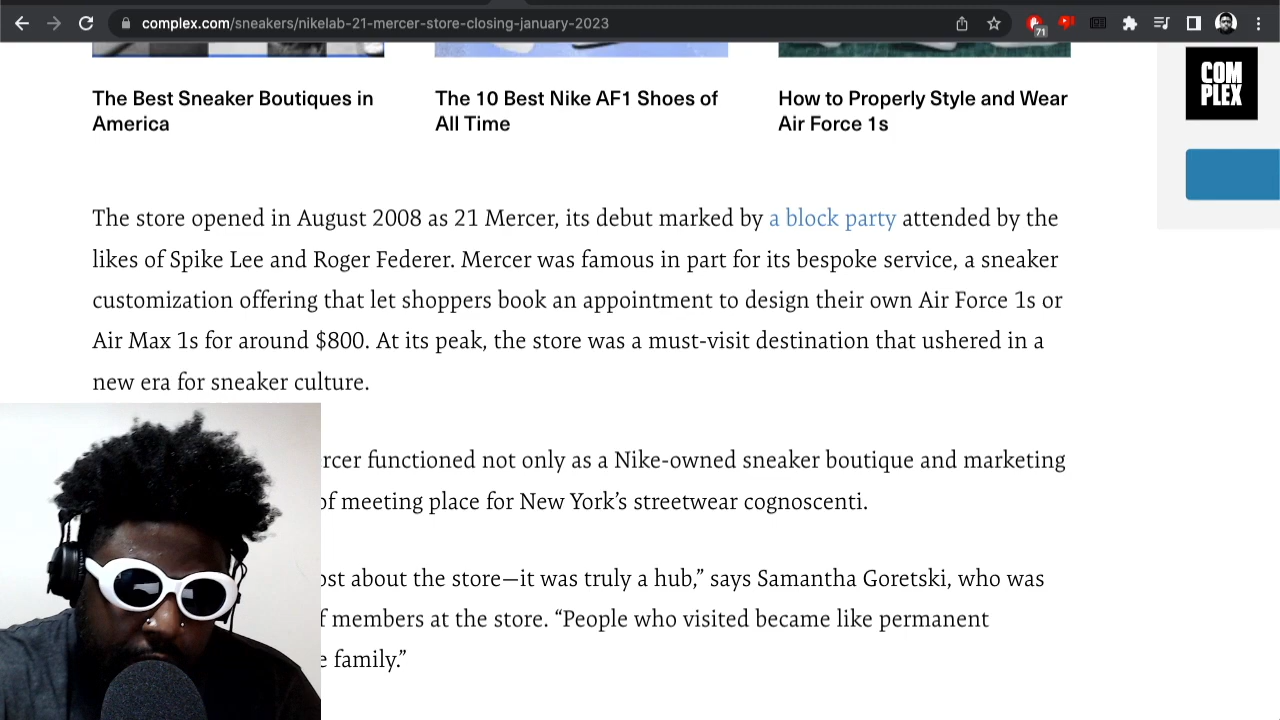 complex.com/sneakers/nikelab-21-mercer-store-closing-january-2023
71
COM
PLEX
The Best Sneaker Boutiques in
America
The 10 Best Nike AF1 Shoes of
All Time
How to Properly Style and Wear
Air Force 1s
The store opened in August 2008 as 21 Mercer, its debut marked by a block party attended by the
likes of Spike Lee and Roger Federer. Mercer was famous in part for its bespoke service, a sneaker
customization offering that let shoppers book an appointment to design their own Air Force 1s or
Air Max 1s for around $800. At its peak, the store was a must-visit destination that ushered in a
new era for sneaker culture.
rcer functioned not only as a Nike-owned sneaker boutique and marketing
of meeting place for New York’s streetwear cognoscenti.
ost about the store—it was truly a hub,” says Samantha Goretski, who was
f members at the store. “People who visited became like permanent
e family.”